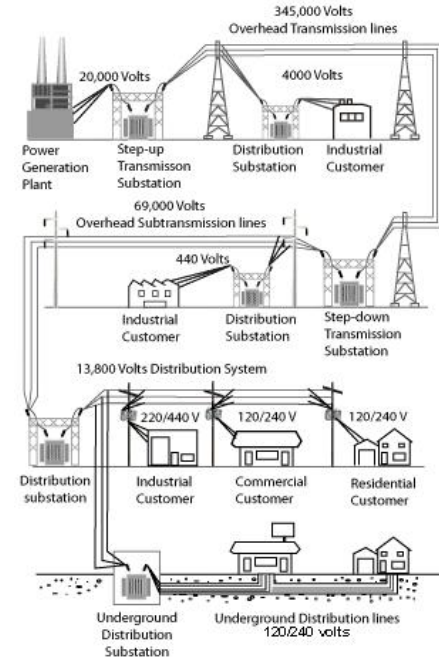 345,000 Volts
Overhead Transmission lines
20,000 Volts
4000 Volts
Power
Generation
Plant
Step-up
Transmisson
Substation
Distribution
Substation
Industrial
Customer
69,000 Volts
Overhead Subtransmission lines
440 Volts
Industrial
Customer
Distribution
Substation
Step-down
Transmission
Substation
13,800 Volts Distribution System
220/440 V
120/240 V
120/240 V
Distribution
substation
Industrial
Customer
Commercial
Customer
Residential
Customer
Underground
Distribution
Substation
Underground Distribution lines
120/240 volts